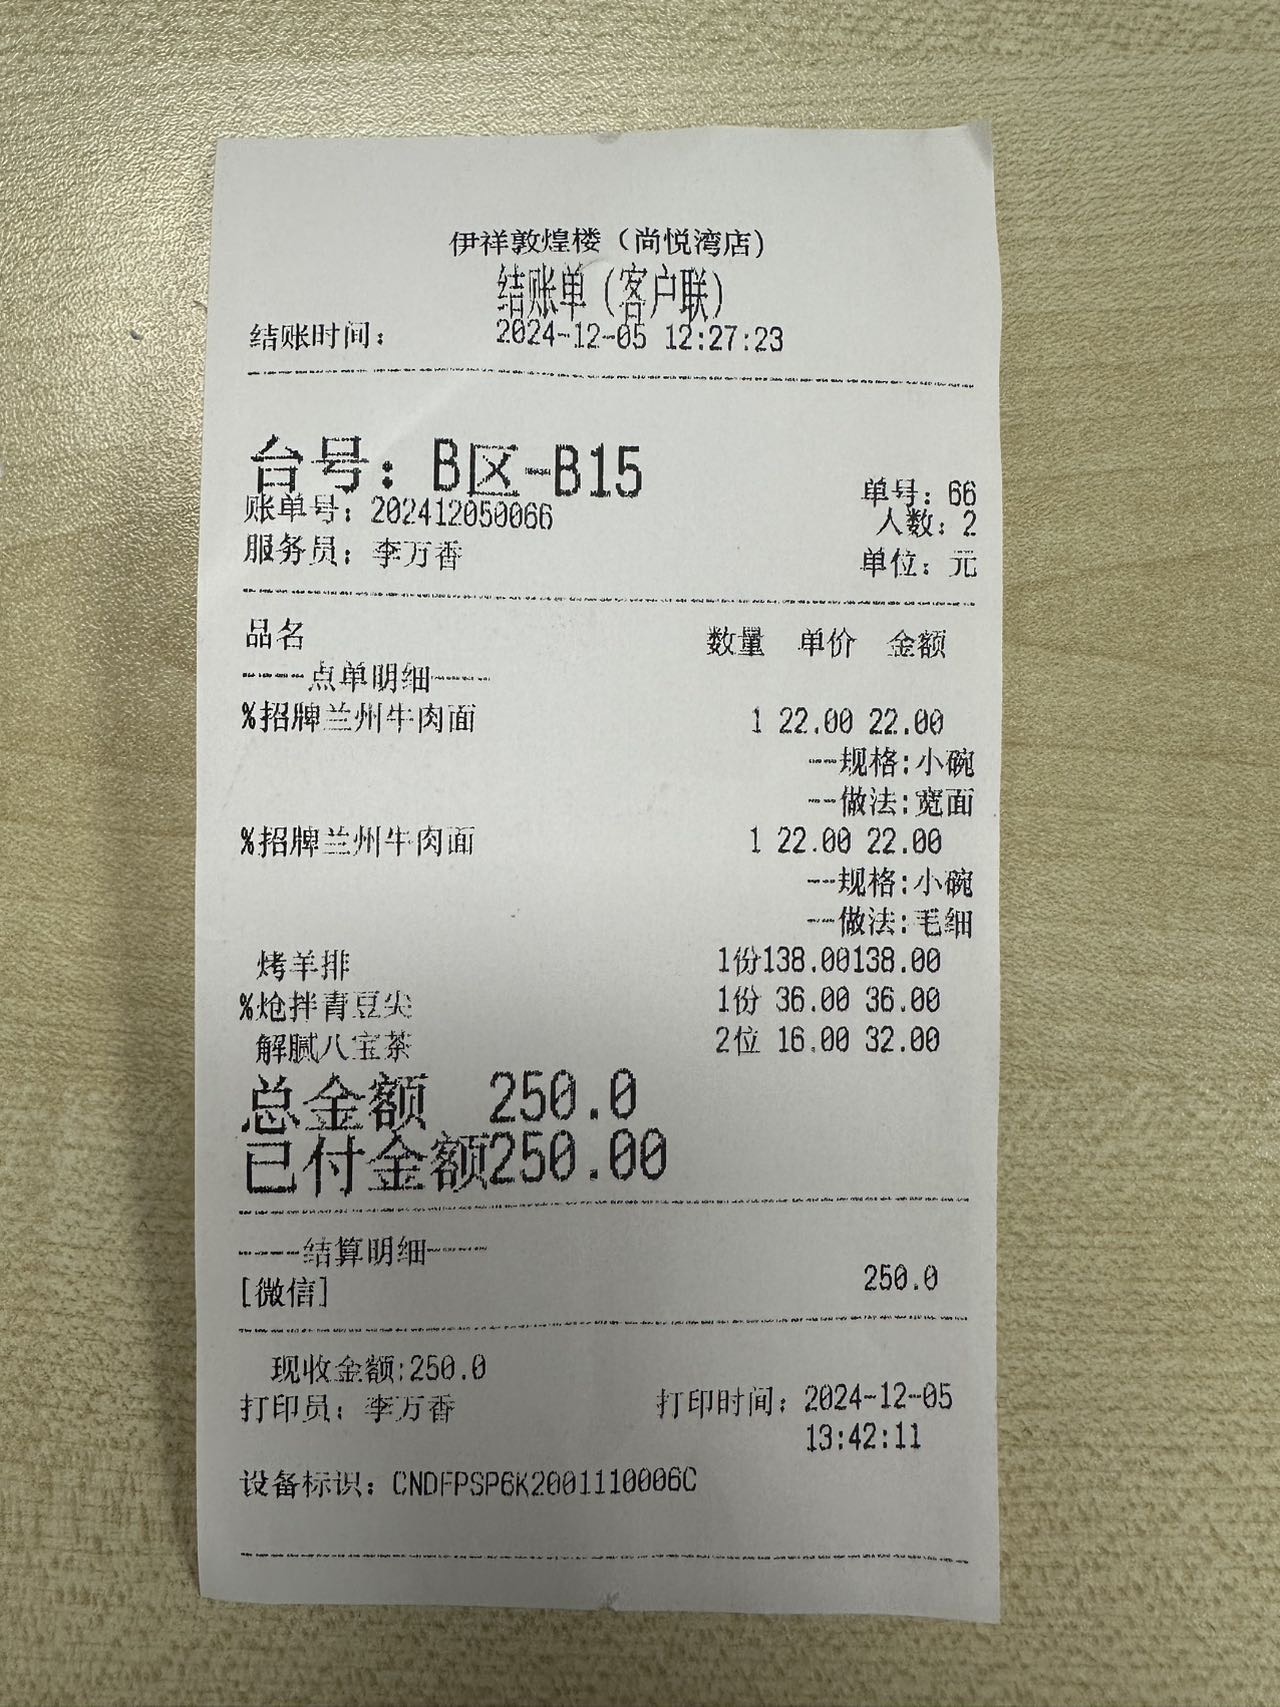 伊祥敦煌楼（尚悦湾店）
结账单（客户联）
结账时间： 2024-12-05 12:27:23
台号：B区-B15
单号：66
账单号：202412050066
人数：2
服务员：李万香
单位：元
品名 数量 单价 金额
----点单明细----
%招牌兰州牛肉面 1 22.00 22.00
--规格:小碗
--做法:宽面
%招牌兰州牛肉面 1 22.00 22.00
--规格:小碗
--做法:毛细
烤羊排 1份138.00138.00
%炝拌青豆尖 1份 36.00 36.00
解腻八宝茶 2位 16.00 32.00
总金额 250.0
已付金额250.00
----结算明细----
[微信] 250.0
现收金额:250.0
打印员：李万香 打印时间：2024-12-05
13:42:11
设备标识：CNDFPSP6K2001110006C